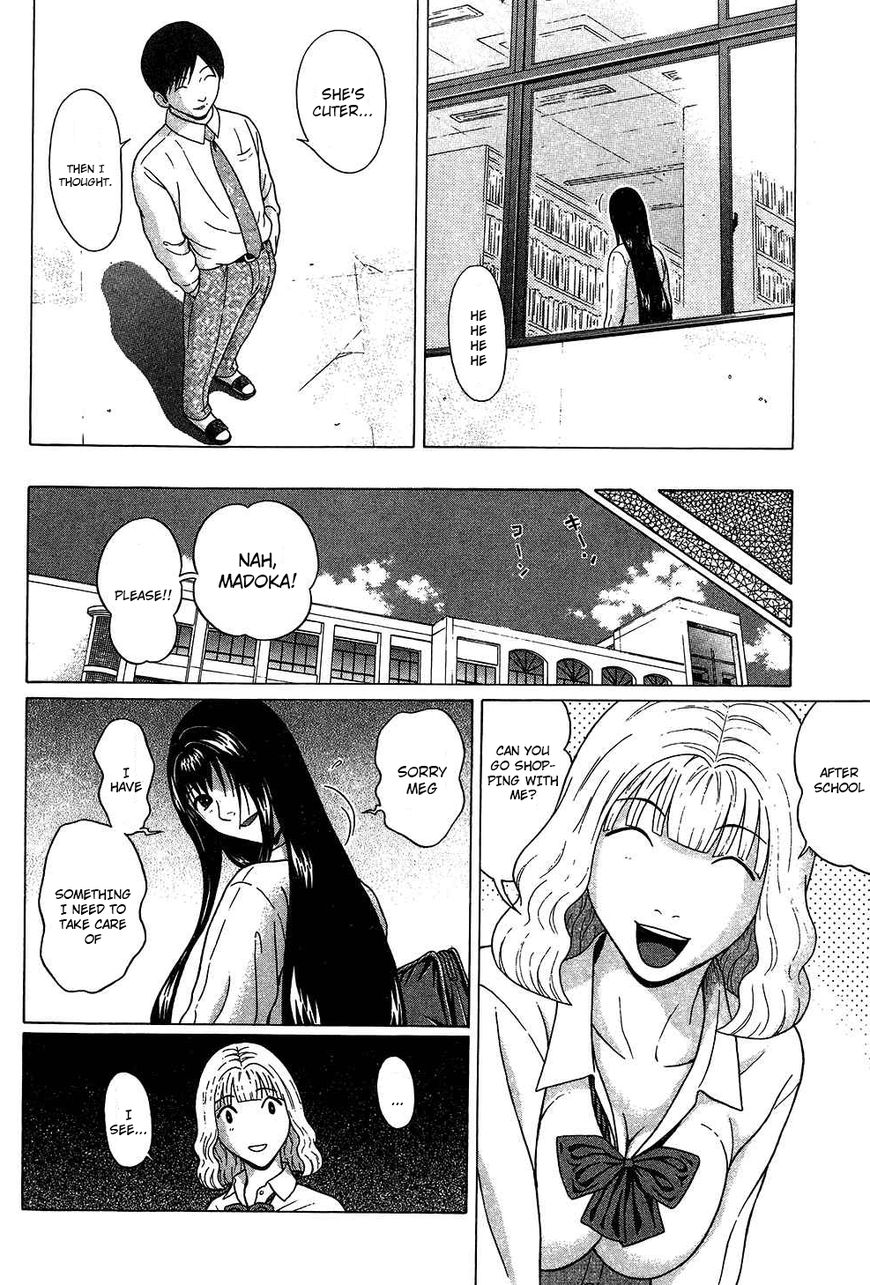 HE
HE
HE
HE
SHE'S
CUTER...
THEN I
THOUGHT.
キーン
コーン
NAH,
MADOKA!
PLEASE!!
AFTER
SCHOOL
CAN YOU
GO SHOP-
PING WITH
ME?
SORRY
MEG
I
HAVE
SOMETHING
I NEED TO
TAKE CARE
OF
...
I
SEE...